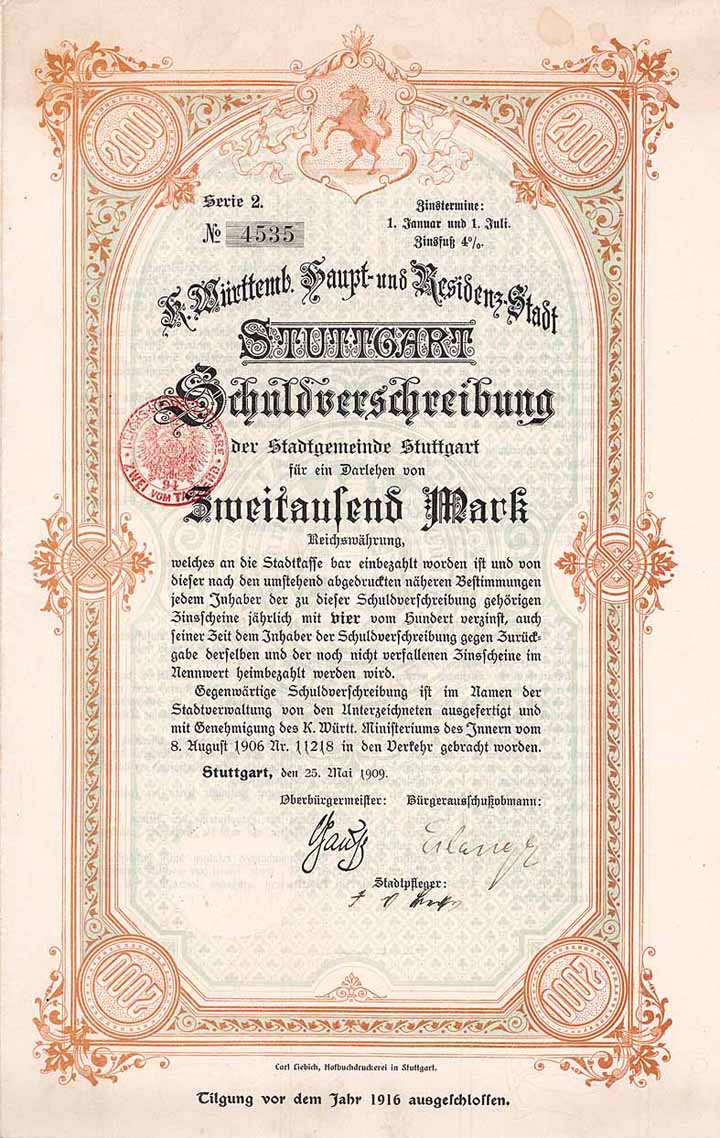 2000
2000
Serie 2.
№ 4535
Zinstermine:
1. Januar und 1. Juli.
Zinsfuß 4%.
K. Württemb. Haupt- und Residenz-Stadt
STUTTGART
Schuldverschreibung
der Stadtgemeinde Stuttgart
für ein Darlehen von
Zweitausend Mark
Reichswährung,
welches an die Stadtkasse bar einbezahlt worden ist und von
dieser nach den umstehend abgedruckten näheren Bestimmungen
jedem Inhaber der zu dieser Schuldverschreibung gehörigen
Zinsscheine jährlich mit vier vom Hundert verzinst, auch
seiner Zeit dem Inhaber der Schuldverschreibung gegen Zurück-
gabe derselben und der noch nicht verfallenen Zinsscheine im
Nennwert heimbezahlt werden wird.
Gegenwärtige Schuldverschreibung ist im Namen der
Stadtverwaltung von den Unterzeichneten ausgefertigt und
mit Genehmigung des K. Württ. Ministeriums des Innern vom
8. August 1906 Nr. 11218 in den Verkehr gebracht worden.
Stuttgart, den 25. Mai 1909.
Oberbürgermeister:
Bürgerausschußobmann:
Gauß
Erlanger
Stadtpfleger:
ZWEI VOM TAUSEND
94
2000
2000
Carl Liebich, Hofbuchdruckerei in Stuttgart.
Tilgung vor dem Jahr 1916 ausgeschlossen.